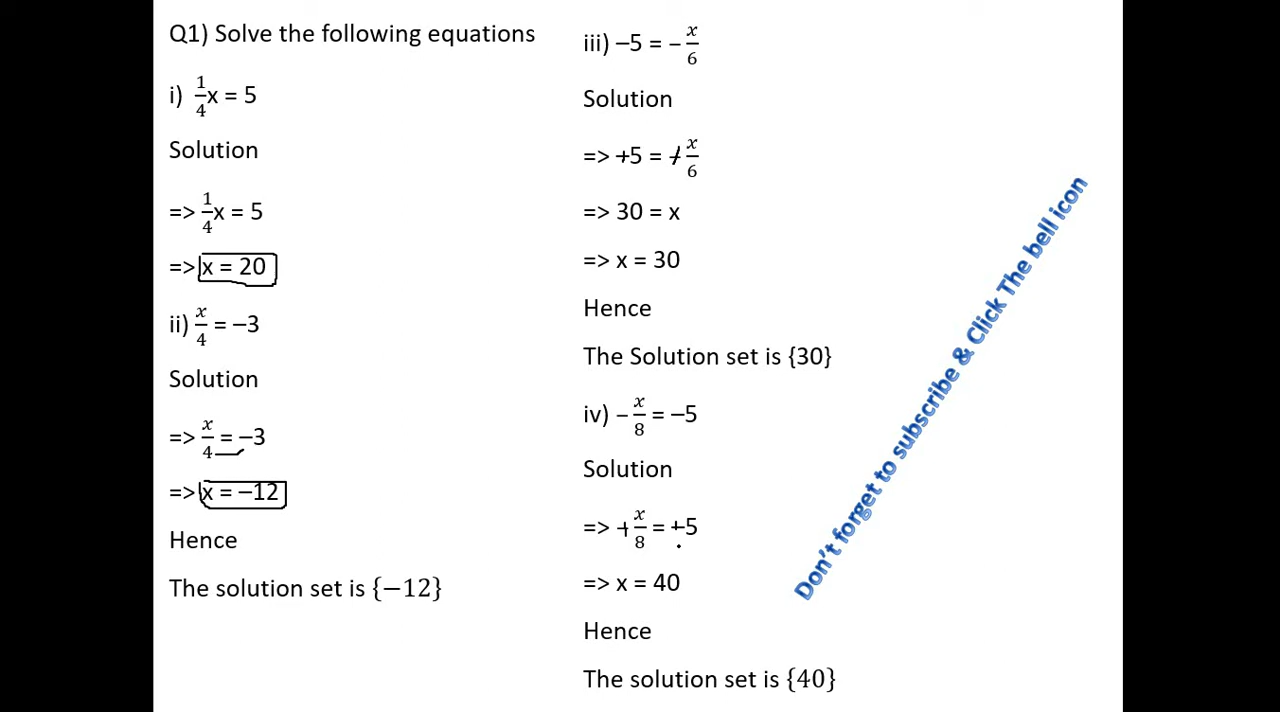 Q1) Solve the following equations
i) 1/4 x = 5
Solution
=> 1/4 x = 5
=> x = 20
ii) x/4 = −3
Solution
=> x/4 = −3
=> x = −12
Hence
The solution set is {−12}
iii) −5 = − x/6
Solution
=> +5 = + x/6
=> 30 = x
=> x = 30
Hence
The Solution set is {30}
iv) − x/8 = −5
Solution
=> + x/8 = +5
=> x = 40
Hence
The solution set is {40}
Don't forget to subscribe & Click The bell icon